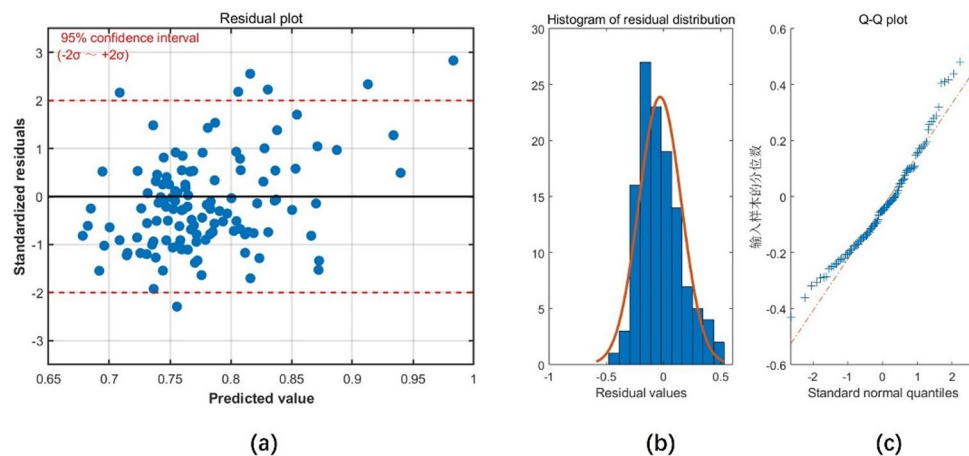 Residual plot
95% confidence interval
(-2σ ～ +2σ)
Standardized residuals
3
2
1
0
-1
-2
-3
0.65
0.7
0.75
0.8
0.85
0.9
0.95
1
Predicted value
(a)
Histogram of residual distribution
30
25
20
15
10
5
0
-1
-0.5
0
0.5
Residual values
(b)
Q-Q plot
输入样本的分位数
0.6
0.4
0.2
0
-0.2
-0.4
-0.6
-2
-1
0
1
2
Standard normal quantiles
(c)